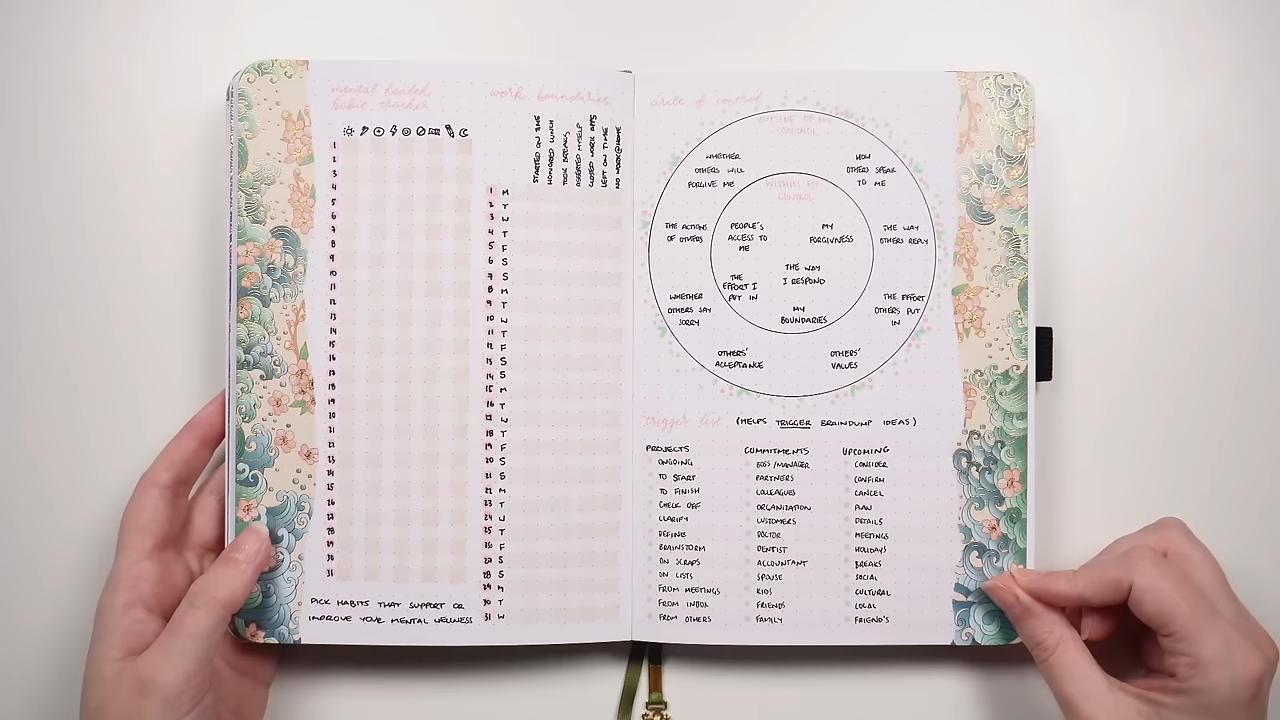 mental health
habit tracker
1
2
3
4
5
6
7
8
9
10
11
12
13
14
15
16
17
18
19
20
21
22
23
24
25
26
27
28
29
30
31
PICK HABITS THAT SUPPORT OR
IMPROVE YOUR MENTAL WELLNESS
work boundaries
STARTED ON TIME
HONORED LUNCH
TOOK BREAKS
ASSERTED MYSELF
CLOSED WORK APPS
LEFT ON TIME
NO WORK@HOME
1 M
2 T
3 W
4 T
5 F
6 S
7 S
8 M
9 T
10 W
11 T
12 F
13 S
14 S
15 M
16 T
17 W
18 T
19 F
20 S
21 S
22 M
23 T
24 W
25 T
26 F
27 S
28 S
29 M
30 T
31 W
circle of control
OUTSIDE OF MY
CONTROL
WHETHER
OTHERS WILL
FORGIVE ME
HOW
OTHERS SPEAK
TO ME
THE ACTIONS
OF OTHERS
THE WAY
OTHERS REPLY
WHETHER
OTHERS SAY
SORRY
THE EFFORT
OTHERS PUT
IN
OTHERS'
ACCEPTANCE
OTHERS'
VALUES
WITHIN MY
CONTROL
PEOPLE'S
ACCESS TO
ME
MY
FORGIVNESS
THE WAY
I RESPOND
THE
EFFORT I
PUT IN
MY
BOUNDARIES
trigger list (HELPS TRIGGER BRAINDUMP IDEAS)
PROJECTS
ONGOING
TO START
TO FINISH
CHECK OFF
CLARIFY
DEFINE
BRAINSTORM
ON SCRAPS
ON LISTS
FROM MEETINGS
FROM INBOX
FROM OTHERS
COMMITMENTS
BOSS/MANAGER
PARTNERS
COLLEAGUES
ORGANIZATION
CUSTOMERS
DOCTOR
DENTIST
ACCOUNTANT
SPOUSE
KIDS
FRIENDS
FAMILY
UPCOMING
CONSIDER
CONFIRM
CANCEL
PLAN
DETAILS
MEETINGS
HOLIDAYS
BREAKS
SOCIAL
CULTURAL
LOCAL
FRIEND'S